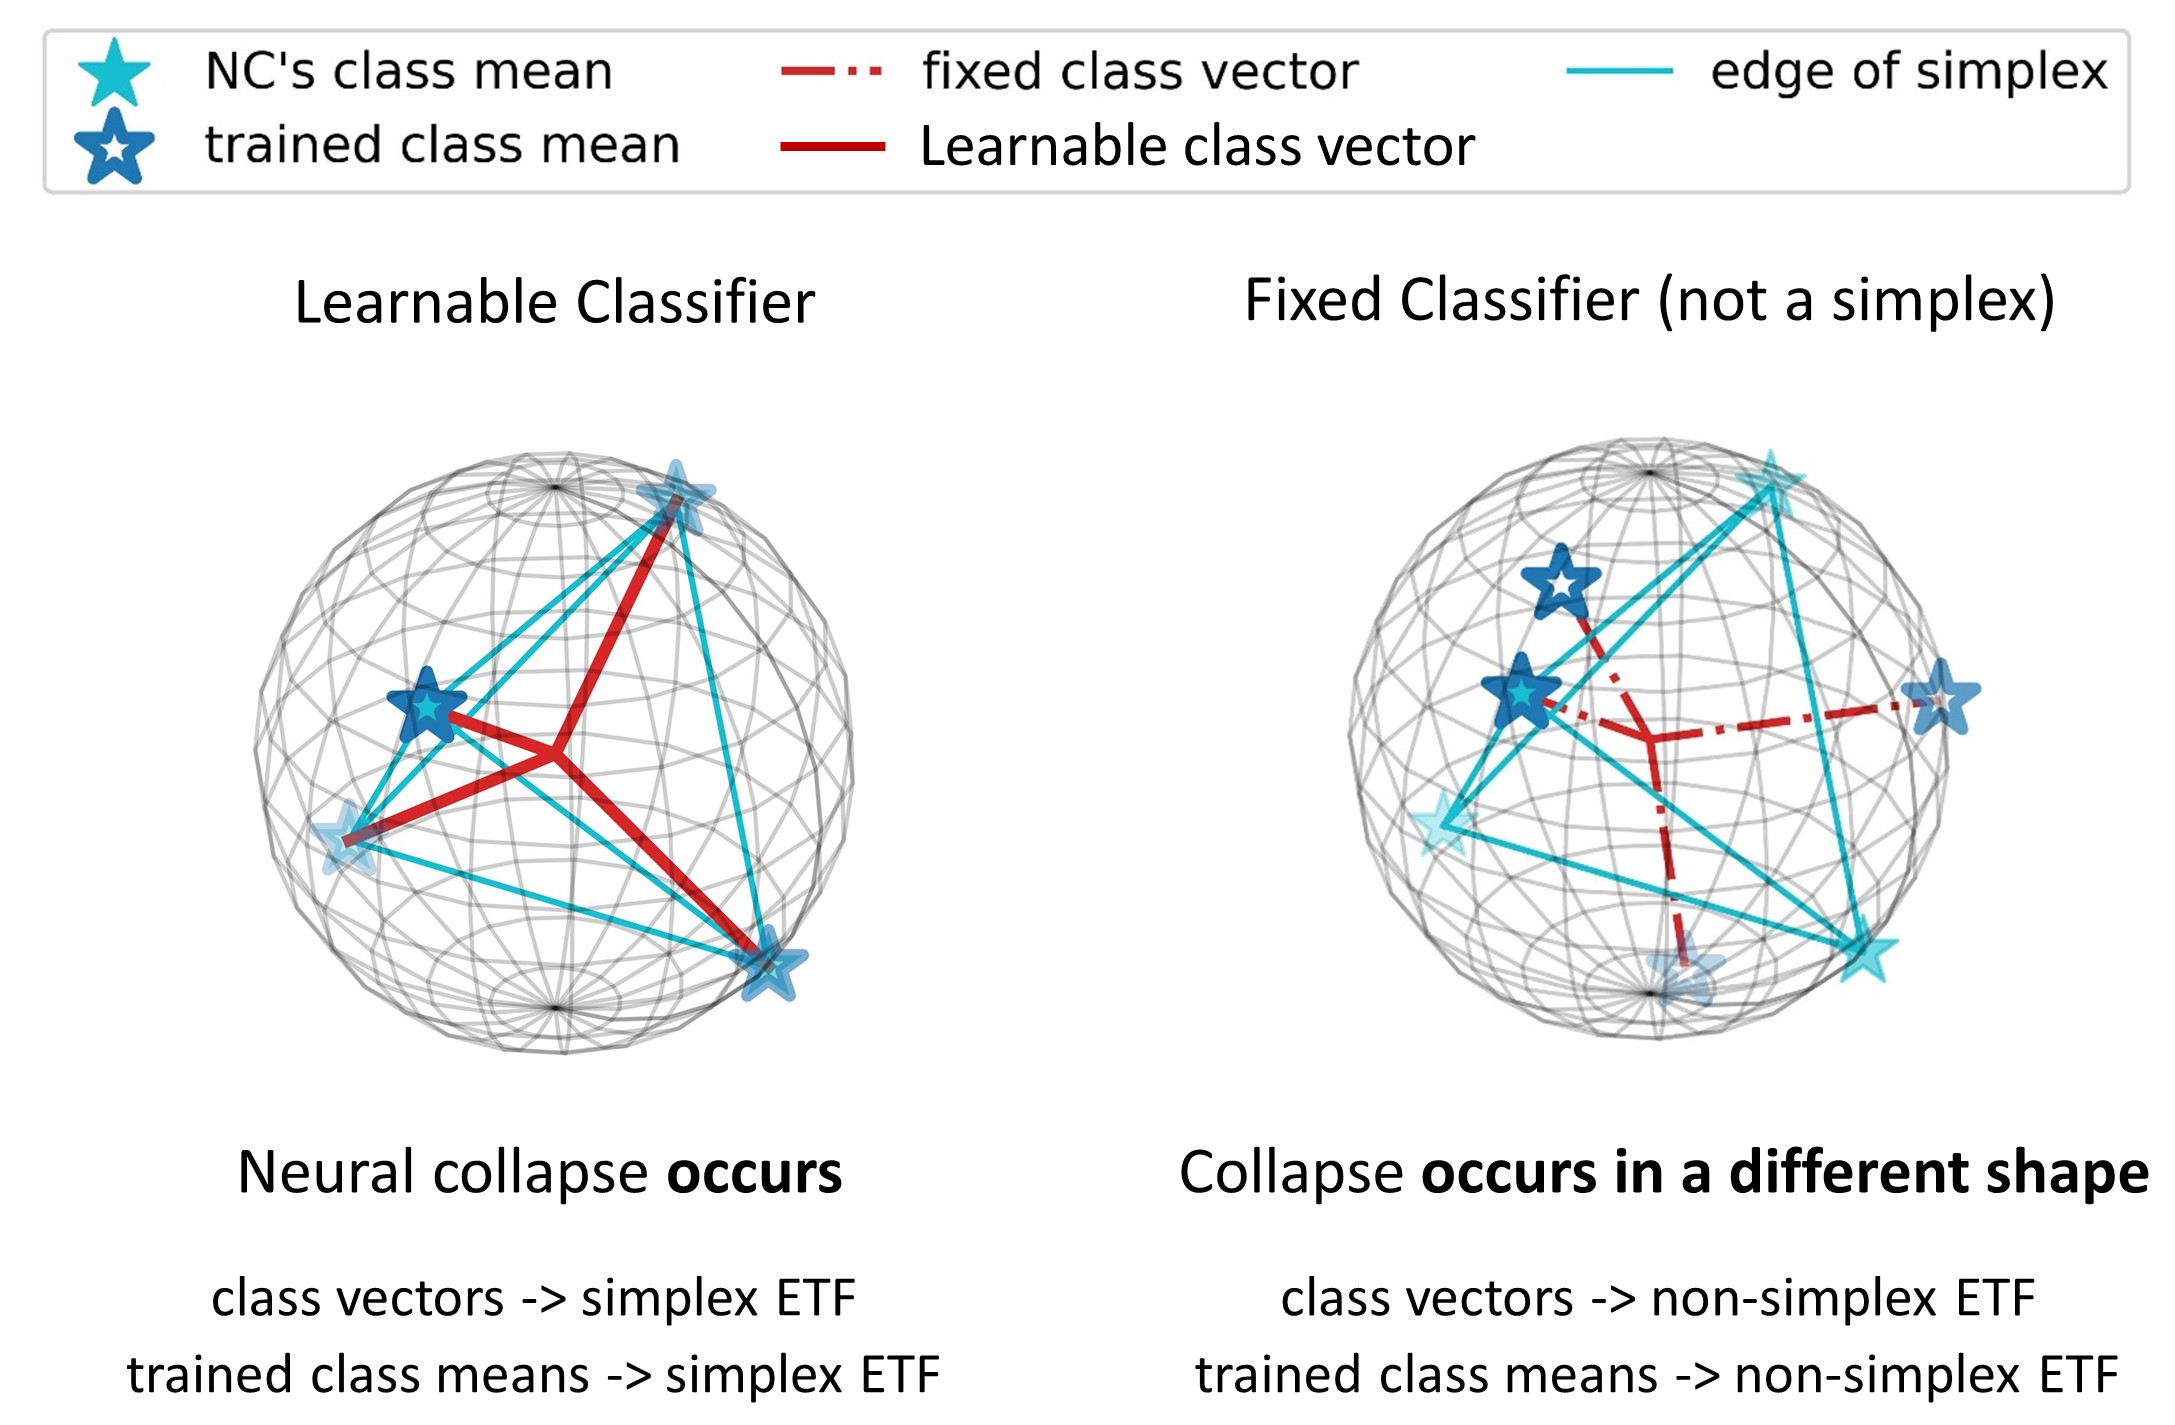 NC's class mean
fixed class vector
edge of simplex
trained class mean
Learnable class vector
Learnable Classifier
Fixed Classifier (not a simplex)
Neural collapse occurs
Collapse occurs in a different shape
class vectors -> simplex ETF
class vectors -> non-simplex ETF
trained class means -> simplex ETF
trained class means -> non-simplex ETF